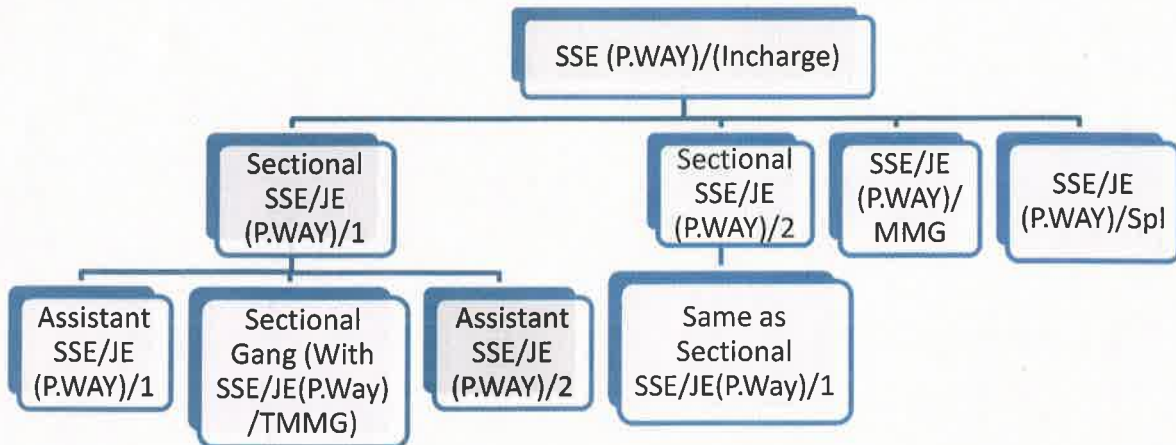 SSE (P.WAY)/(Incharge)
Sectional
SSE/JE
(P.WAY)/1
Sectional
SSE/JE
(P.WAY)/2
SSE/JE
(P.WAY)/
MMG
SSE/JE
(P.WAY)/Spl
Assistant
SSE/JE
(P.WAY)/1
Sectional
Gang (With
SSE/JE(P.Way)
/TMMG)
Assistant
SSE/JE
(P.WAY)/2
Same as
Sectional
SSE/JE(P.Way)/1